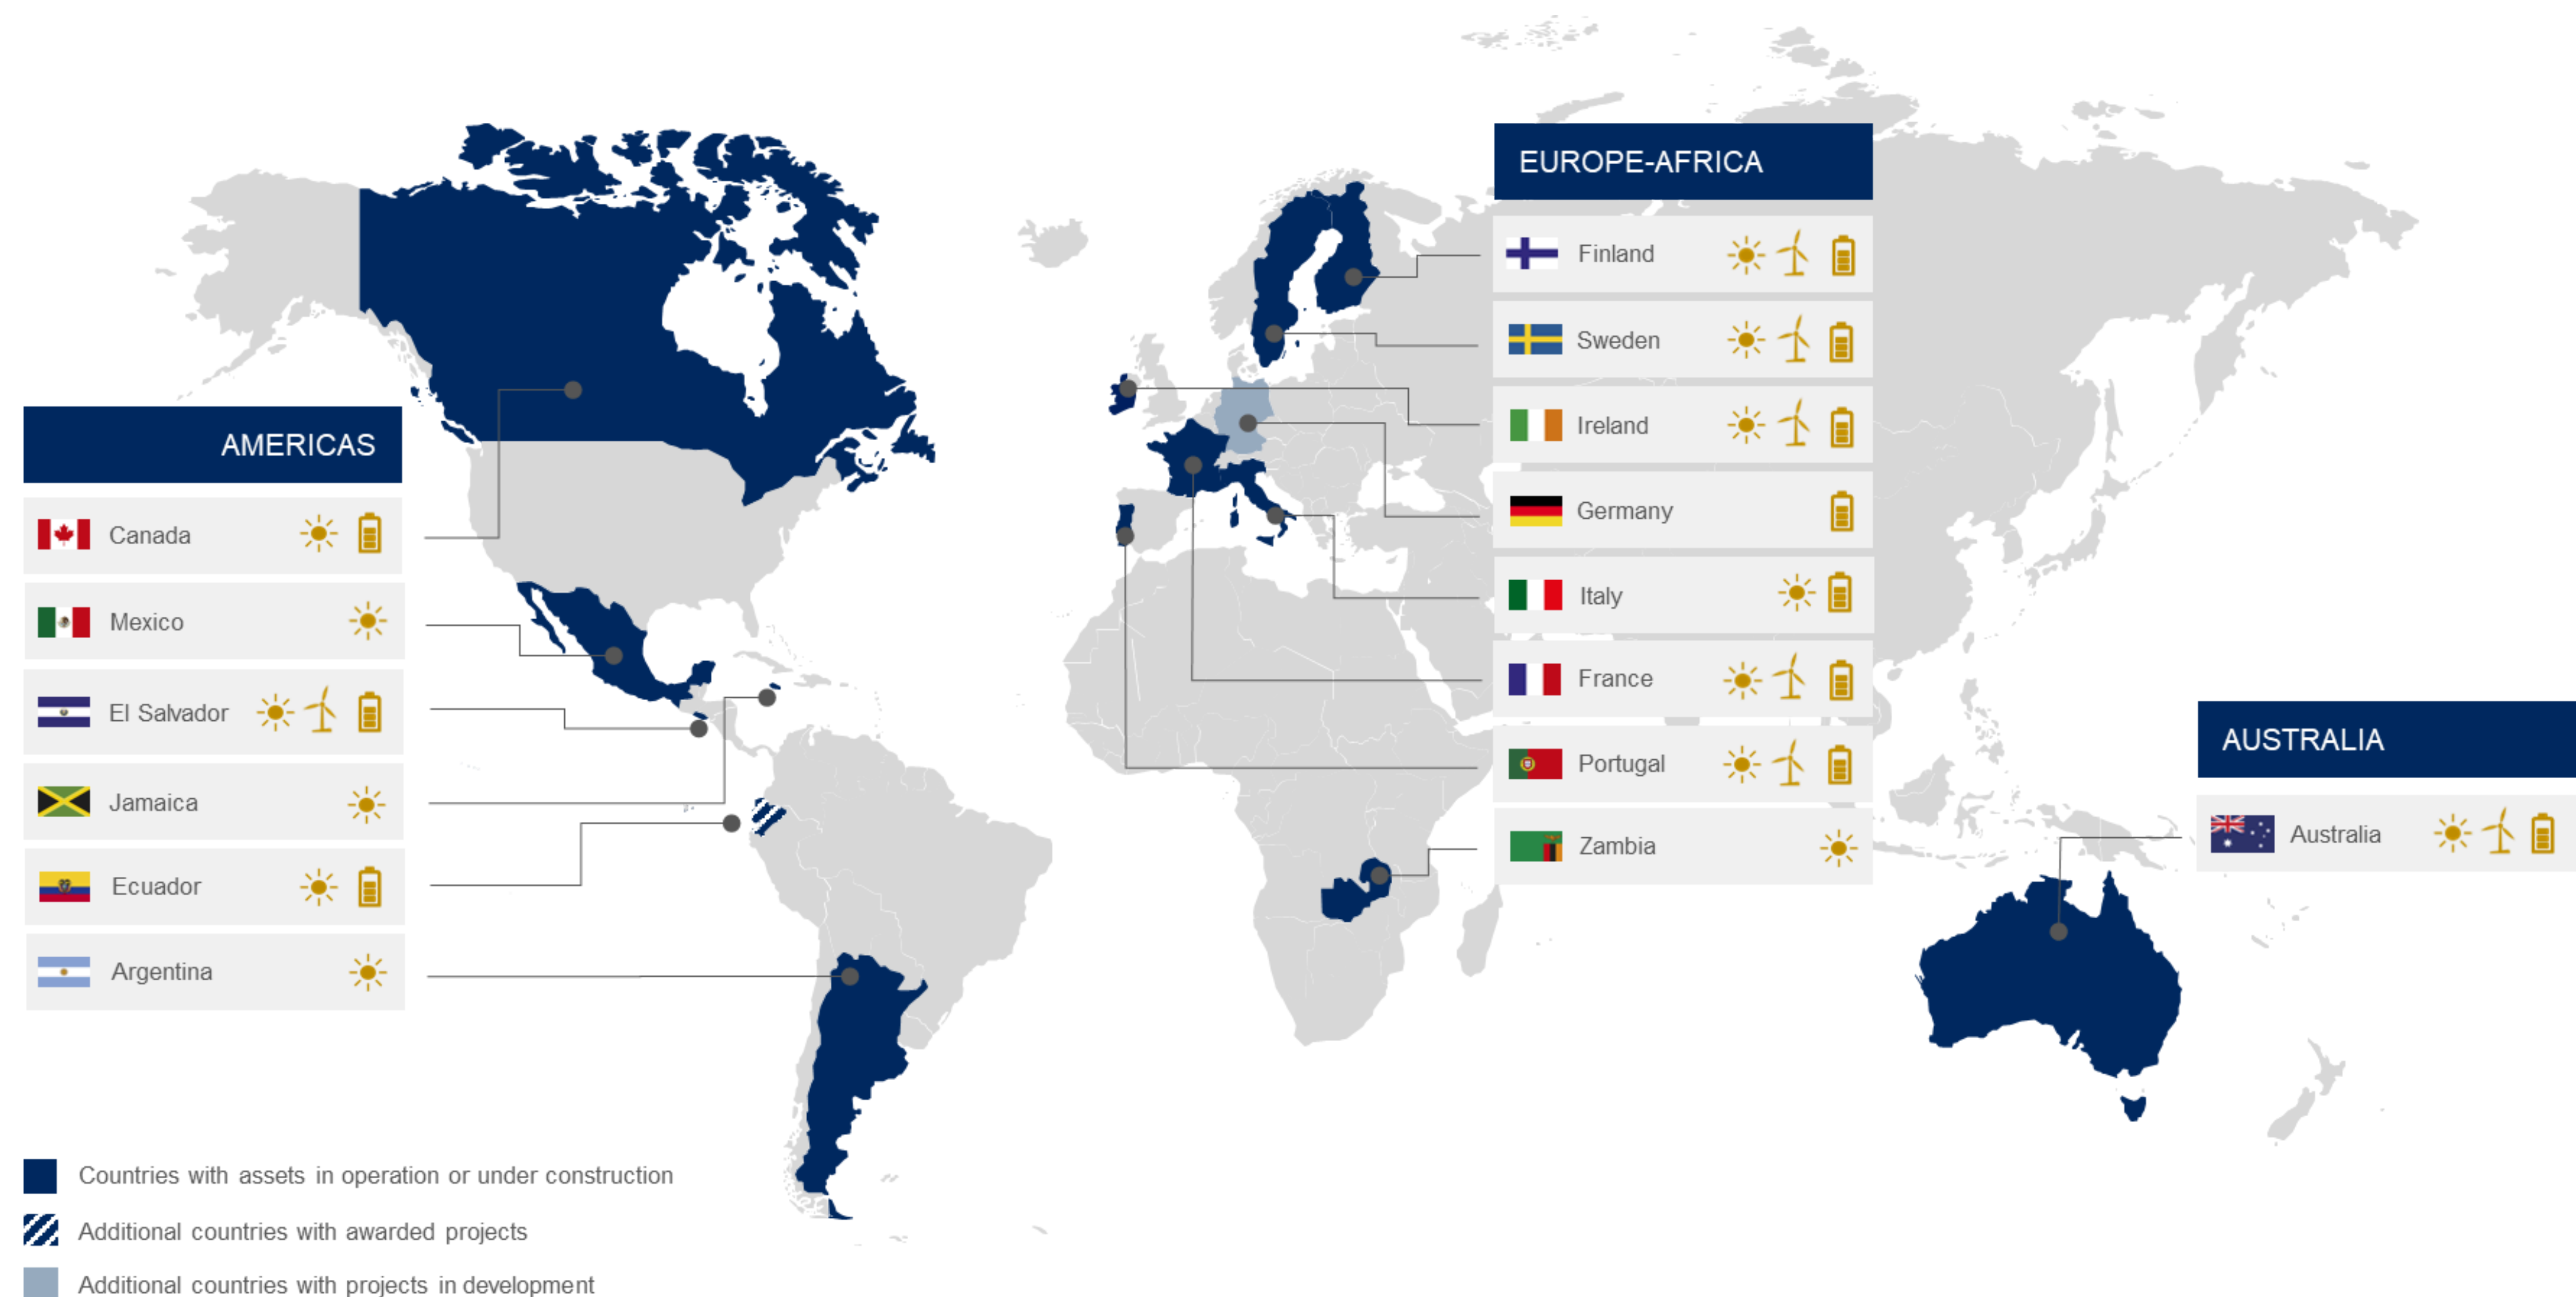 AMERICAS
Canada
Mexico
El Salvador
Jamaica
Ecuador
Argentina
EUROPE-AFRICA
Finland
Sweden
Ireland
Germany
Italy
France
Portugal
Zambia
AUSTRALIA
Australia
Countries with assets in operation or under construction
Additional countries with awarded projects
Additional countries with projects in development